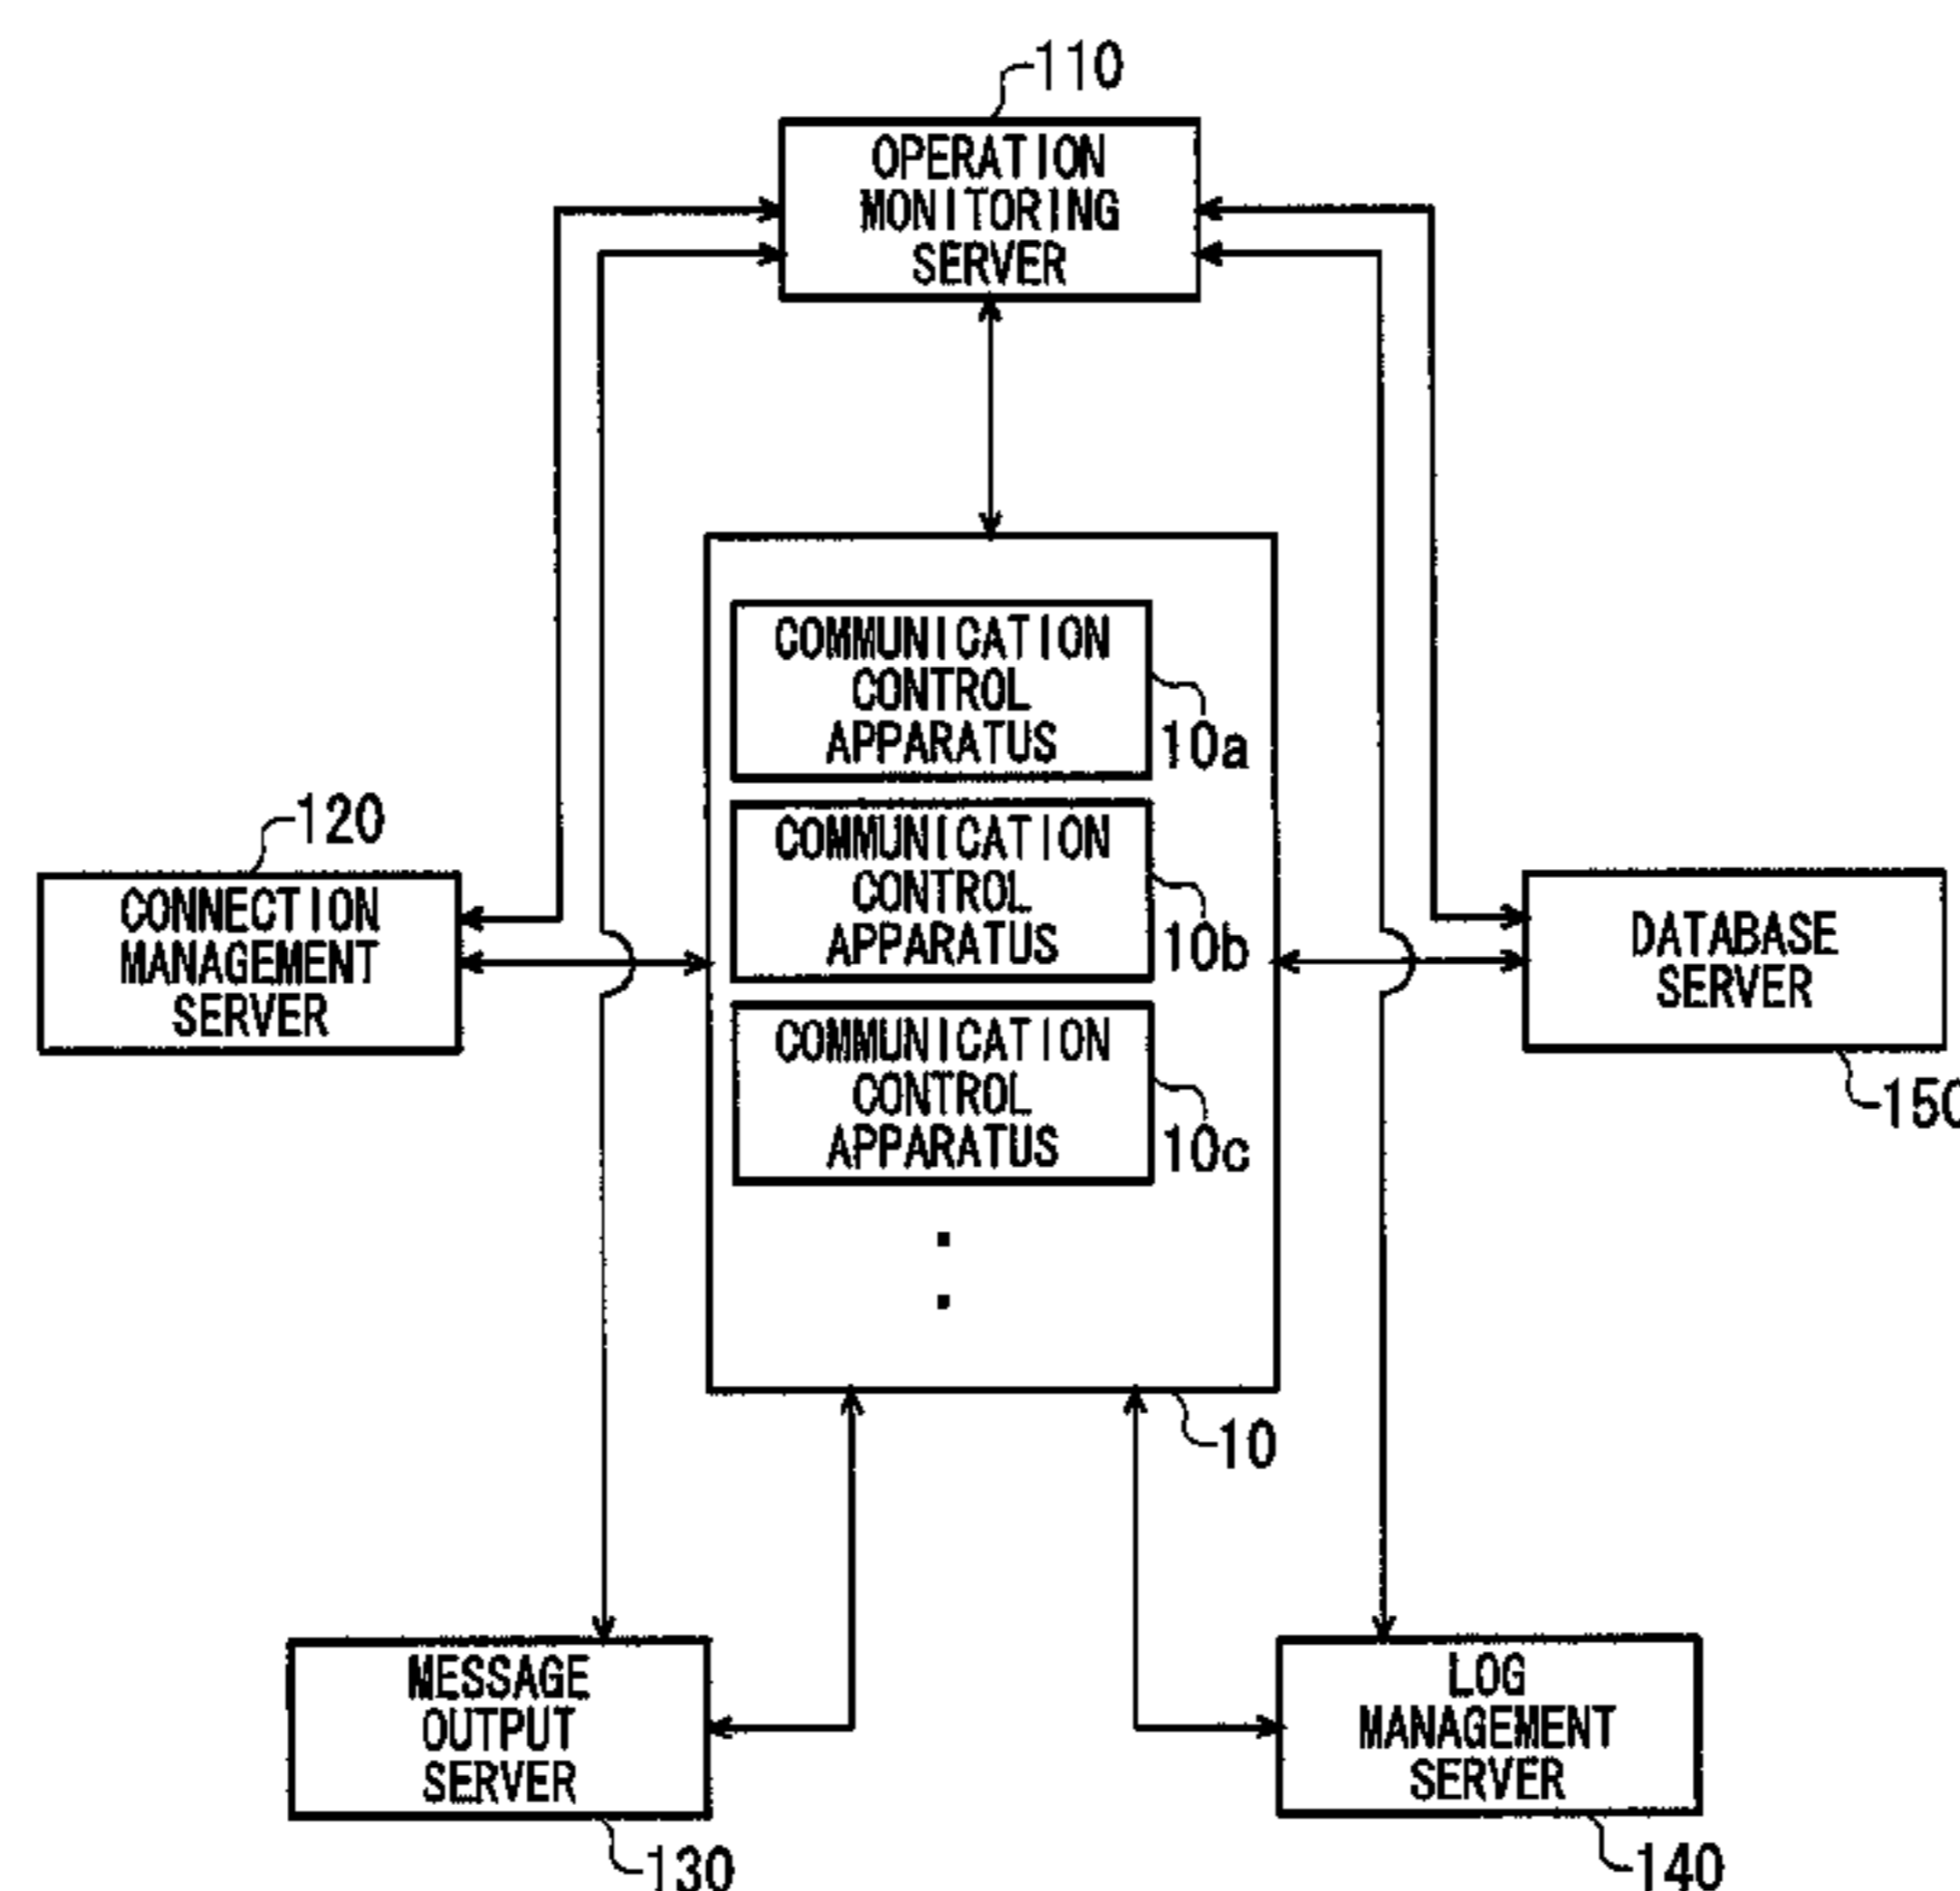 110
OPERATION
MONITORING
SERVER
COMMUNICATION
CONTROL
APPARATUS
10a
120
COMMUNICATION
CONTROL
APPARATUS
10b
CONNECTION
MANAGEMENT
SERVER
DATABASE
SERVER
150
COMMUNICATION
CONTROL
APPARATUS
10c
10
MESSAGE
OUTPUT
SERVER
130
LOG
MANAGEMENT
SERVER
140